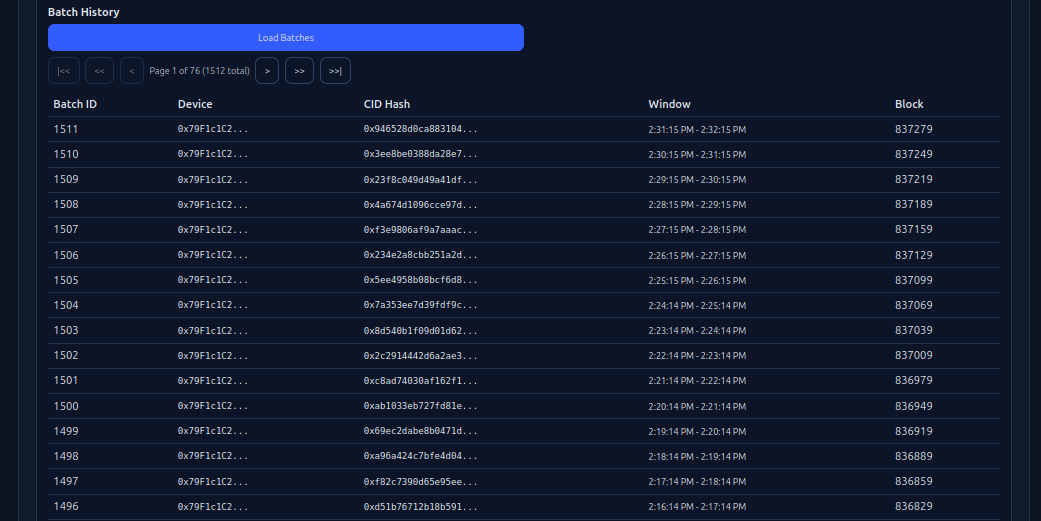 Batch History
Load Batches
|<< << < Page 1 of 76 (1512 total) > >> >>|
Batch ID Device CID Hash Window Block
1511 0x79F1c1C2... 0x946528d0ca883104... 2:31:15 PM - 2:32:15 PM 837279
1510 0x79F1c1C2... 0x3ee8be0388da28e7... 2:30:15 PM - 2:31:15 PM 837249
1509 0x79F1c1C2... 0x23f8c049d49a41df... 2:29:15 PM - 2:30:15 PM 837219
1508 0x79F1c1C2... 0x4a674d1096cce97d... 2:28:15 PM - 2:29:15 PM 837189
1507 0x79F1c1C2... 0xf3e9806af9a7aaac... 2:27:15 PM - 2:28:15 PM 837159
1506 0x79F1c1C2... 0x234e2a8cbb251a2d... 2:26:15 PM - 2:27:15 PM 837129
1505 0x79F1c1C2... 0x5ee4958b08bcf6d8... 2:25:15 PM - 2:26:15 PM 837099
1504 0x79F1c1C2... 0x7a353ee7d39fdf9c... 2:24:14 PM - 2:25:14 PM 837069
1503 0x79F1c1C2... 0x8d540b1f09d01d62... 2:23:14 PM - 2:24:14 PM 837039
1502 0x79F1c1C2... 0x2c2914442d6a2ae3... 2:22:14 PM - 2:23:14 PM 837009
1501 0x79F1c1C2... 0xc8ad74030af162f1... 2:21:14 PM - 2:22:14 PM 836979
1500 0x79F1c1C2... 0xab1033eb727fd81e... 2:20:14 PM - 2:21:14 PM 836949
1499 0x79F1c1C2... 0x69ec2dabe8b0471d... 2:19:14 PM - 2:20:14 PM 836919
1498 0x79F1c1C2... 0xa96a424c7bfe4d04... 2:18:14 PM - 2:19:14 PM 836889
1497 0x79F1c1C2... 0xf82c7390d65e95ee... 2:17:14 PM - 2:18:14 PM 836859
1496 0x79F1c1C2... 0xd51b76712b18b591... 2:16:14 PM - 2:17:14 PM 836829